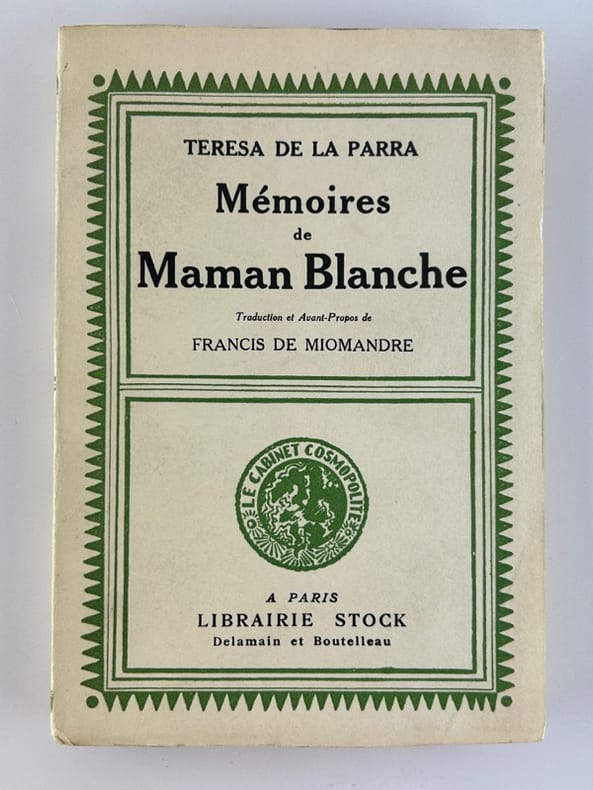 TERESA DE LA PARRA
Mémoires
de
Maman Blanche
Traduction et Avant-Propos de
FRANCIS DE MIOMANDRE
LE CABINET COSMOPOLITE
A PARIS
LIBRAIRIE STOCK
Delamain et Boutelleau